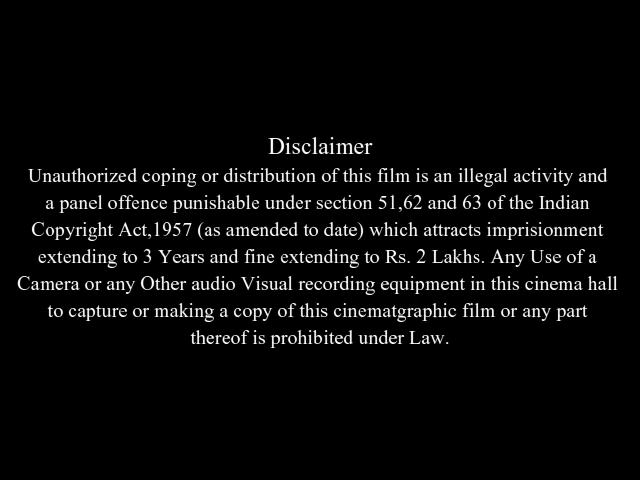 Disclaimer
Unauthorized coping or distribution of this film is an illegal activity and
a panel offence punishable under section 51,62 and 63 of the Indian
Copyright Act,1957 (as amended to date) which attracts imprisionment
extending to 3 Years and fine extending to Rs. 2 Lakhs. Any Use of a
Camera or any Other audio Visual recording equipment in this cinema hall
to capture or making a copy of this cinematgraphic film or any part
thereof is prohibited under Law.